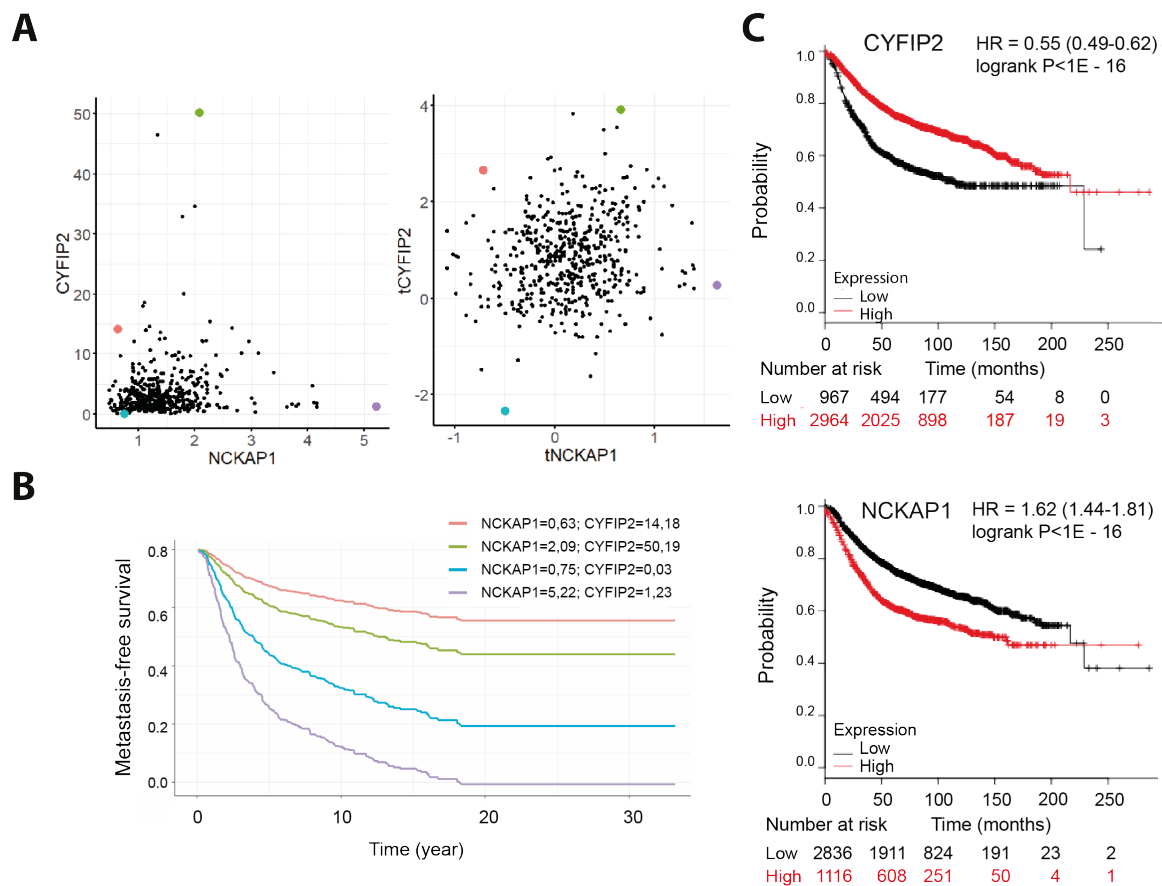 A
50
40
30
20
10
0
CYFIP2
1
2
3
4
5
NCKAP1
4
2
0
-2
tCYFIP2
-1
0
1
tNCKAP1
B
NCKAP1=0,63; CYFIP2=14,18
NCKAP1=2,09; CYFIP2=50,19
NCKAP1=0,75; CYFIP2=0,03
NCKAP1=5,22; CYFIP2=1,23
0.8
0.6
0.4
0.2
0.0
Metastasis-free survival
0
10
20
30
Time (year)
C
CYFIP2
HR = 0.55 (0.49-0.62)
logrank P<1E - 16
1.0
0.8
0.6
0.4
0.2
0.0
Probability
Expression
Low
High
0 50 100 150 200 250
Number at risk Time (months)
Low 967 494 177 54 8 0
High 2964 2025 898 187 19 3
NCKAP1
HR = 1.62 (1.44-1.81)
logrank P<1E - 16
1.0
0.8
0.6
0.4
0.2
0.0
Probability
Expression
Low
High
0 50 100 150 200 250
Number at risk Time (months)
Low 2836 1911 824 191 23 2
High 1116 608 251 50 4 1